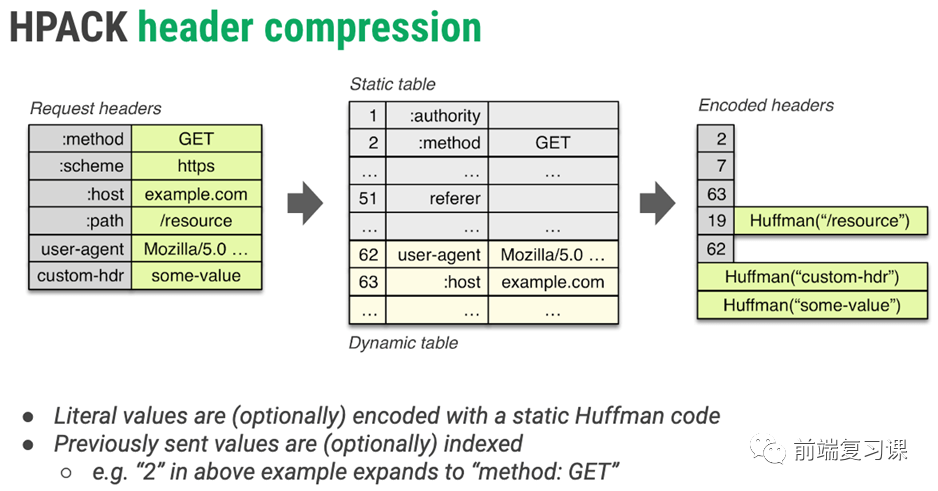 HPACK header compression
Static table
Request headers
Encoded headers
:method GET
:scheme https
:host example.com
:path /resource
user-agent Mozilla/5.0 ...
custom-hdr some-value
1 :authority
2 :method GET
... ... ...
51 referer
... ... ...
62 user-agent Mozilla/5.0 ...
63 :host example.com
... ... ...
Dynamic table
2
7
63
19 Huffman("/resource")
62
Huffman("custom-hdr")
Huffman("some-value")
● Literal values are (optionally) encoded with a static Huffman code
● Previously sent values are (optionally) indexed
○ e.g. "2" in above example expands to "method: GET"
前端复习课